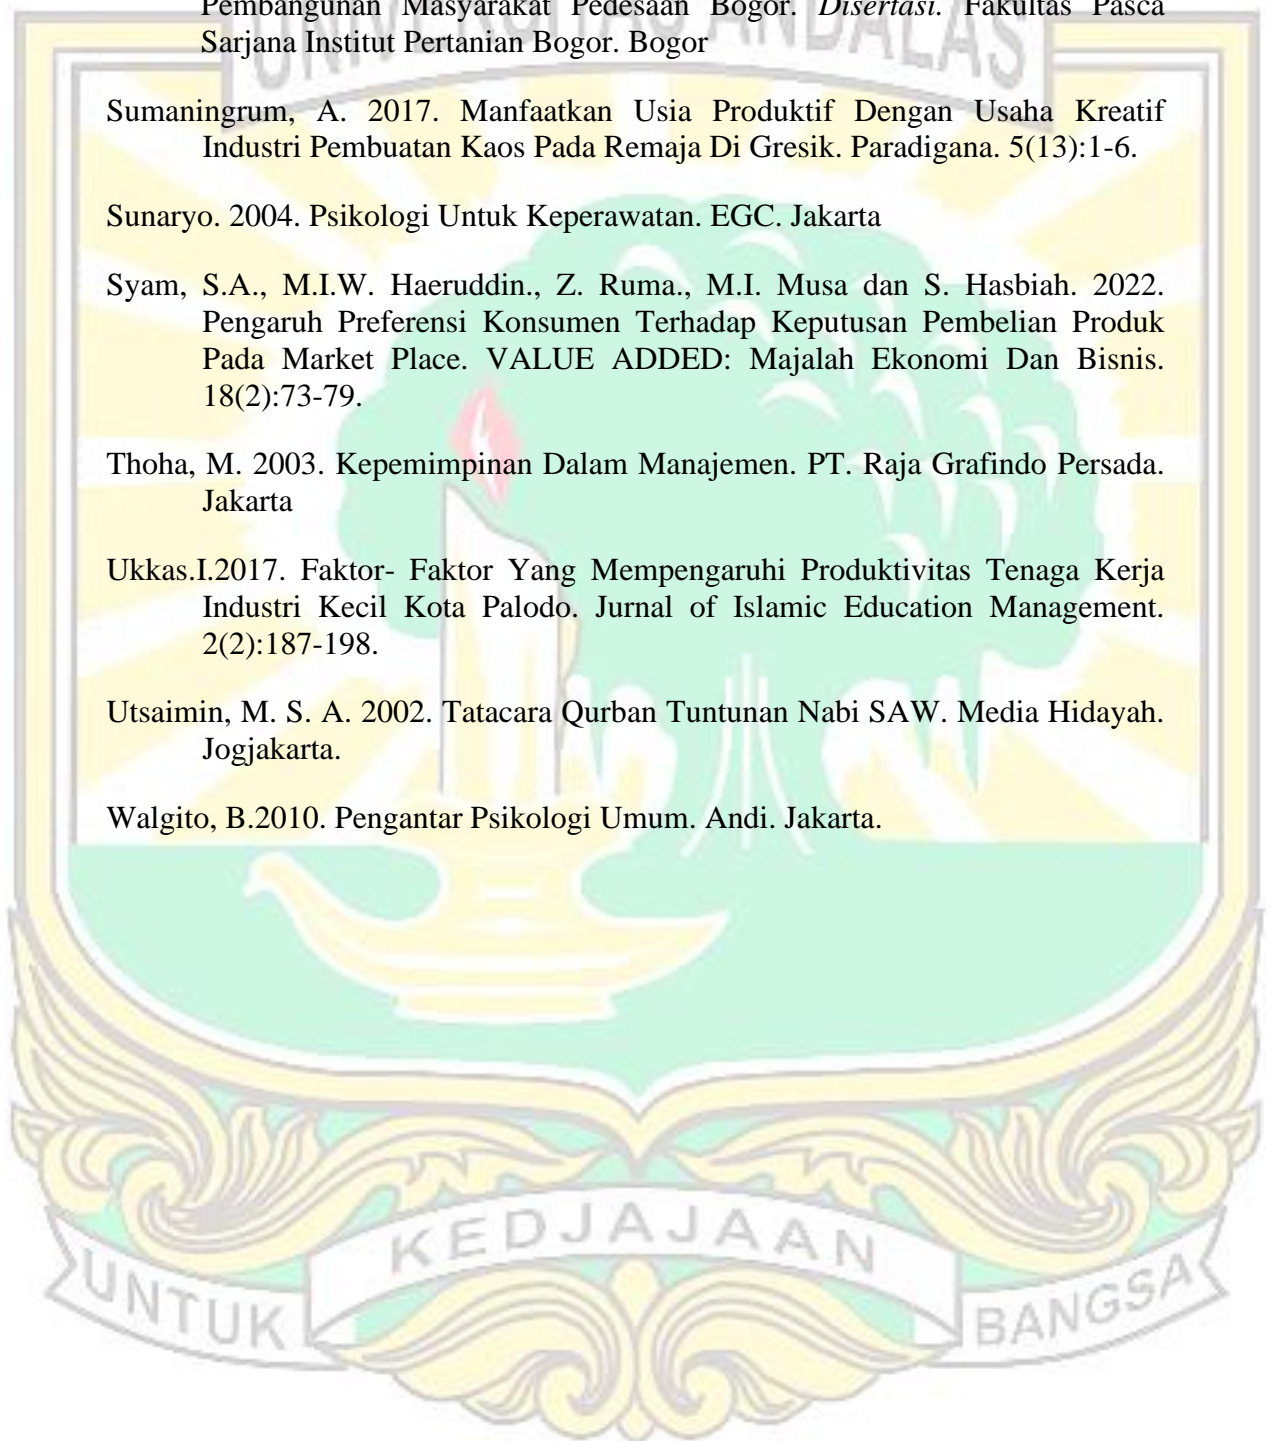 Pembangunan Masyarakat Pedesaan Bogor. Disertasi. Fakultas Pasca
Sarjana Institut Pertanian Bogor. Bogor
UNIVERSITAS ANDALAS
Sumaningrum, A. 2017. Manfaatkan Usia Produktif Dengan Usaha Kreatif
Industri Pembuatan Kaos Pada Remaja Di Gresik. Paradigana. 5(13):1-6.
Sunaryo. 2004. Psikologi Untuk Keperawatan. EGC. Jakarta
Syam, S.A., M.I.W. Haeruddin., Z. Ruma., M.I. Musa dan S. Hasbiah. 2022.
Pengaruh Preferensi Konsumen Terhadap Keputusan Pembelian Produk
Pada Market Place. VALUE ADDED: Majalah Ekonomi Dan Bisnis.
18(2):73-79.
Thoha, M. 2003. Kepemimpinan Dalam Manajemen. PT. Raja Grafindo Persada.
Jakarta
Ukkas.I.2017. Faktor- Faktor Yang Mempengaruhi Produktivitas Tenaga Kerja
Industri Kecil Kota Palodo. Jurnal of Islamic Education Management.
2(2):187-198.
Utsaimin, M. S. A. 2002. Tatacara Qurban Tuntunan Nabi SAW. Media Hidayah.
Jogjakarta.
Walgito, B.2010. Pengantar Psikologi Umum. Andi. Jakarta.
UNTUK KEDJAJAAN BANGSA